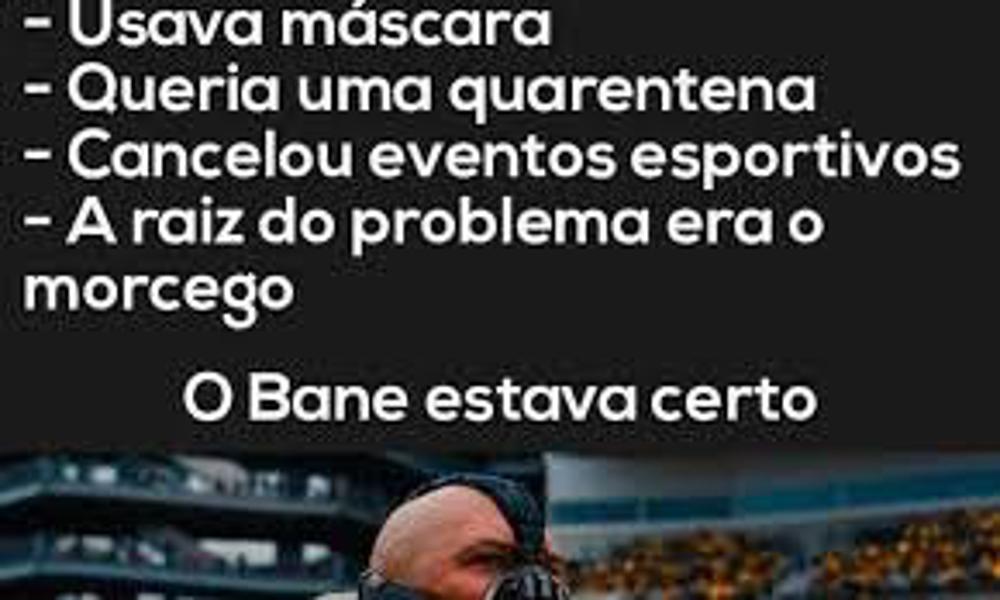 - Usava máscara
- Queria uma quarentena
- Cancelou eventos esportivos
- A raiz do problema era o
morcego
O Bane estava certo